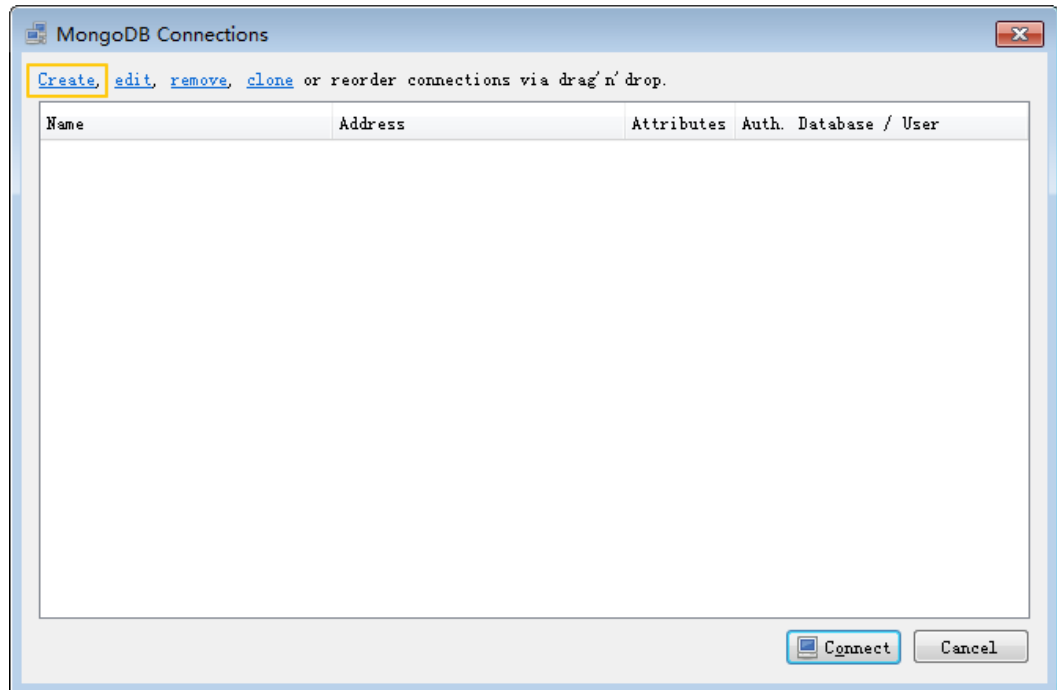 MongoDB Connections
Create, edit, remove, clone or reorder connections via drag'n'drop.
Name Address Attributes Auth. Database / User
Connect Cancel